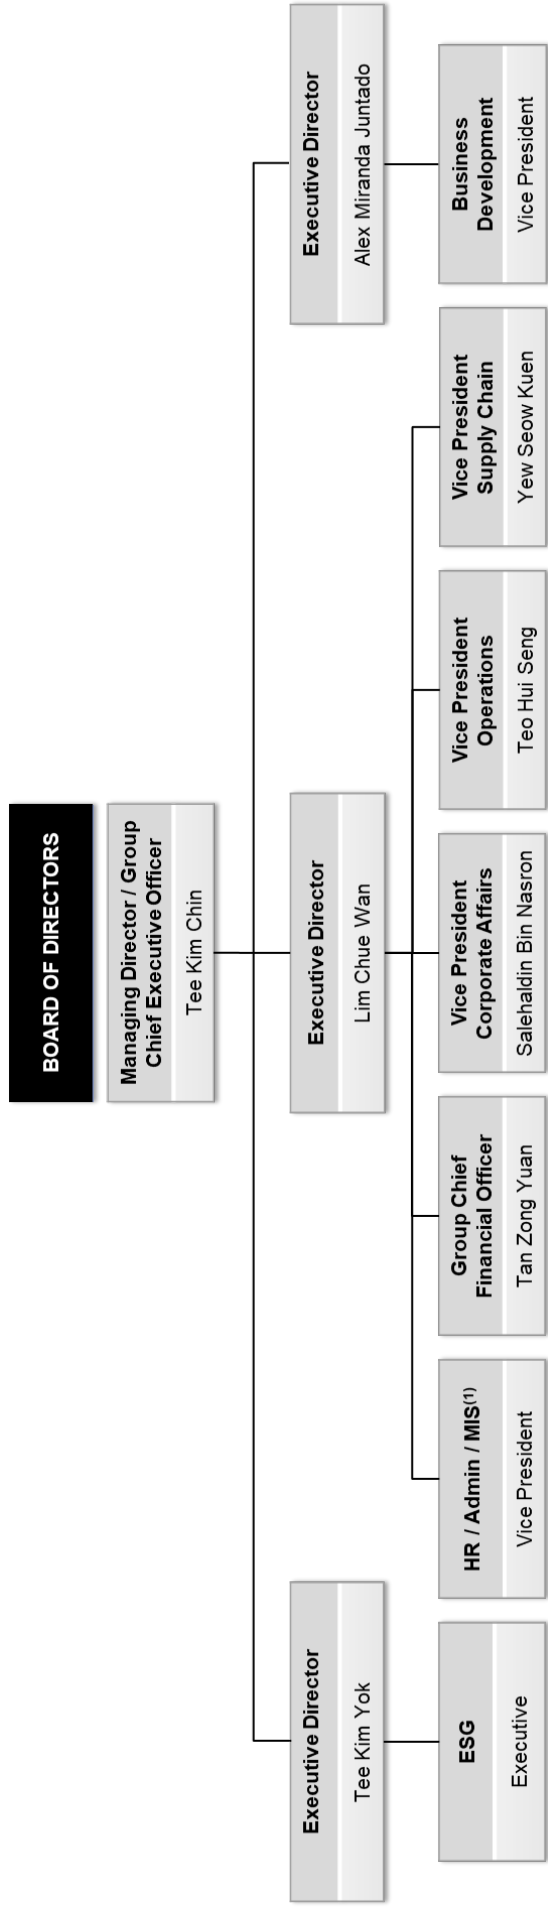 BOARD OF DIRECTORS
Managing Director / Group
Chief Executive Officer
Tee Kim Chin
Executive Director
Tee Kim Yok
Executive Director
Lim Chue Wan
Executive Director
Alex Miranda Juntado
ESG
Executive
HR / Admin / MIS(1)
Vice President
Group Chief
Financial Officer
Tan Zong Yuan
Vice President
Corporate Affairs
Salehaldin Bin Nasron
Vice President
Operations
Teo Hui Seng
Vice President
Supply Chain
Yew Seow Kuen
Business
Development
Vice President